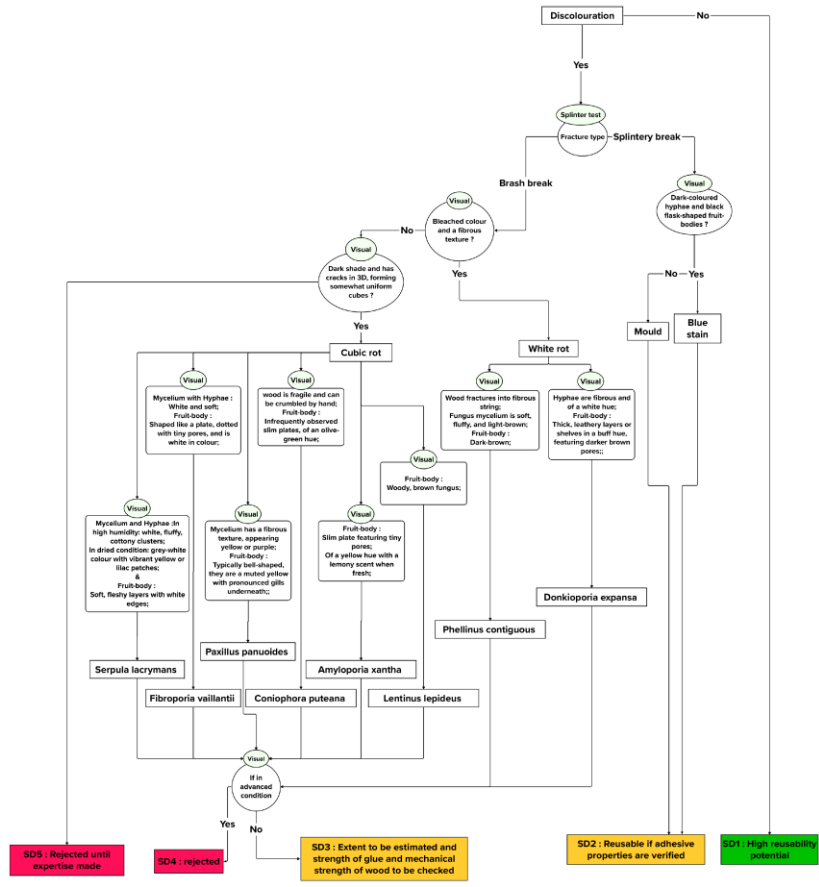 Discolouration
No
Yes
Splinter test
Fracture type
Splintery break
Brash break
Visual
Dark-coloured
hyphae and black
flask-shaped fruit-
bodies ?
Visual
Bleached colour
and a fibrous
texture ?
No
Visual
Dark shade and has
cracks in 3D, forming
somewhat uniform
cubes ?
Yes
No
Yes
Mould
Blue
stain
Yes
Cubic rot
White rot
Visual
Mycelium with Hyphae :
White and soft;
Fruit-body :
Shaped like a plate, dotted
with tiny pores, and is
white in colour;
Visual
wood is fragile and can
be crumbled by hand;
Fruit-body :
Infrequently observed
slim plates, of an olive-
green hue;
Visual
Wood fractures into fibrous
string;
Fungus mycelium is soft,
fluffy, and light-brown;
Fruit-body :
Dark-brown;
Visual
Hyphae are fibrous and
of a white hue;
Fruit-body :
Thick, leathery layers or
shelves in a buff hue,
featuring darker brown
pores;;
Visual
Fruit-body :
Woody, brown fungus;
Visual
Mycelium and Hyphae :In
high humidity: white, fluffy,
cottony clusters;
In dried condition: grey-white
colour with vibrant yellow or
lilac patches;
&
Fruit-body :
Soft, fleshy layers with white
edges;
Visual
Mycelium has a fibrous
texture, appearing
yellow or purple;
Fruit-body :
Typically bell-shaped,
they are a muted yellow
with pronounced gills
underneath;;
Visual
Fruit-body :
Slim plate featuring tiny
pores;
Of a yellow hue with a
lemony scent when
fresh;
Donkioporia expansa
Phellinus contiguous
Paxillus panuoides
Serpula lacrymans
Amyloporia xantha
Fibroporia vaillantii
Coniophora puteana
Lentinus lepideus
Visual
If in
advanced
condition
Yes
No
SD5 : Rejected until
expertise made
SD4 : rejected
SD3 : Extent to be estimated and
strength of glue and mechanical
strength of wood to be checked
SD2 : Reusable if adhesive
properties are verified
SD1 : High reusability
potential